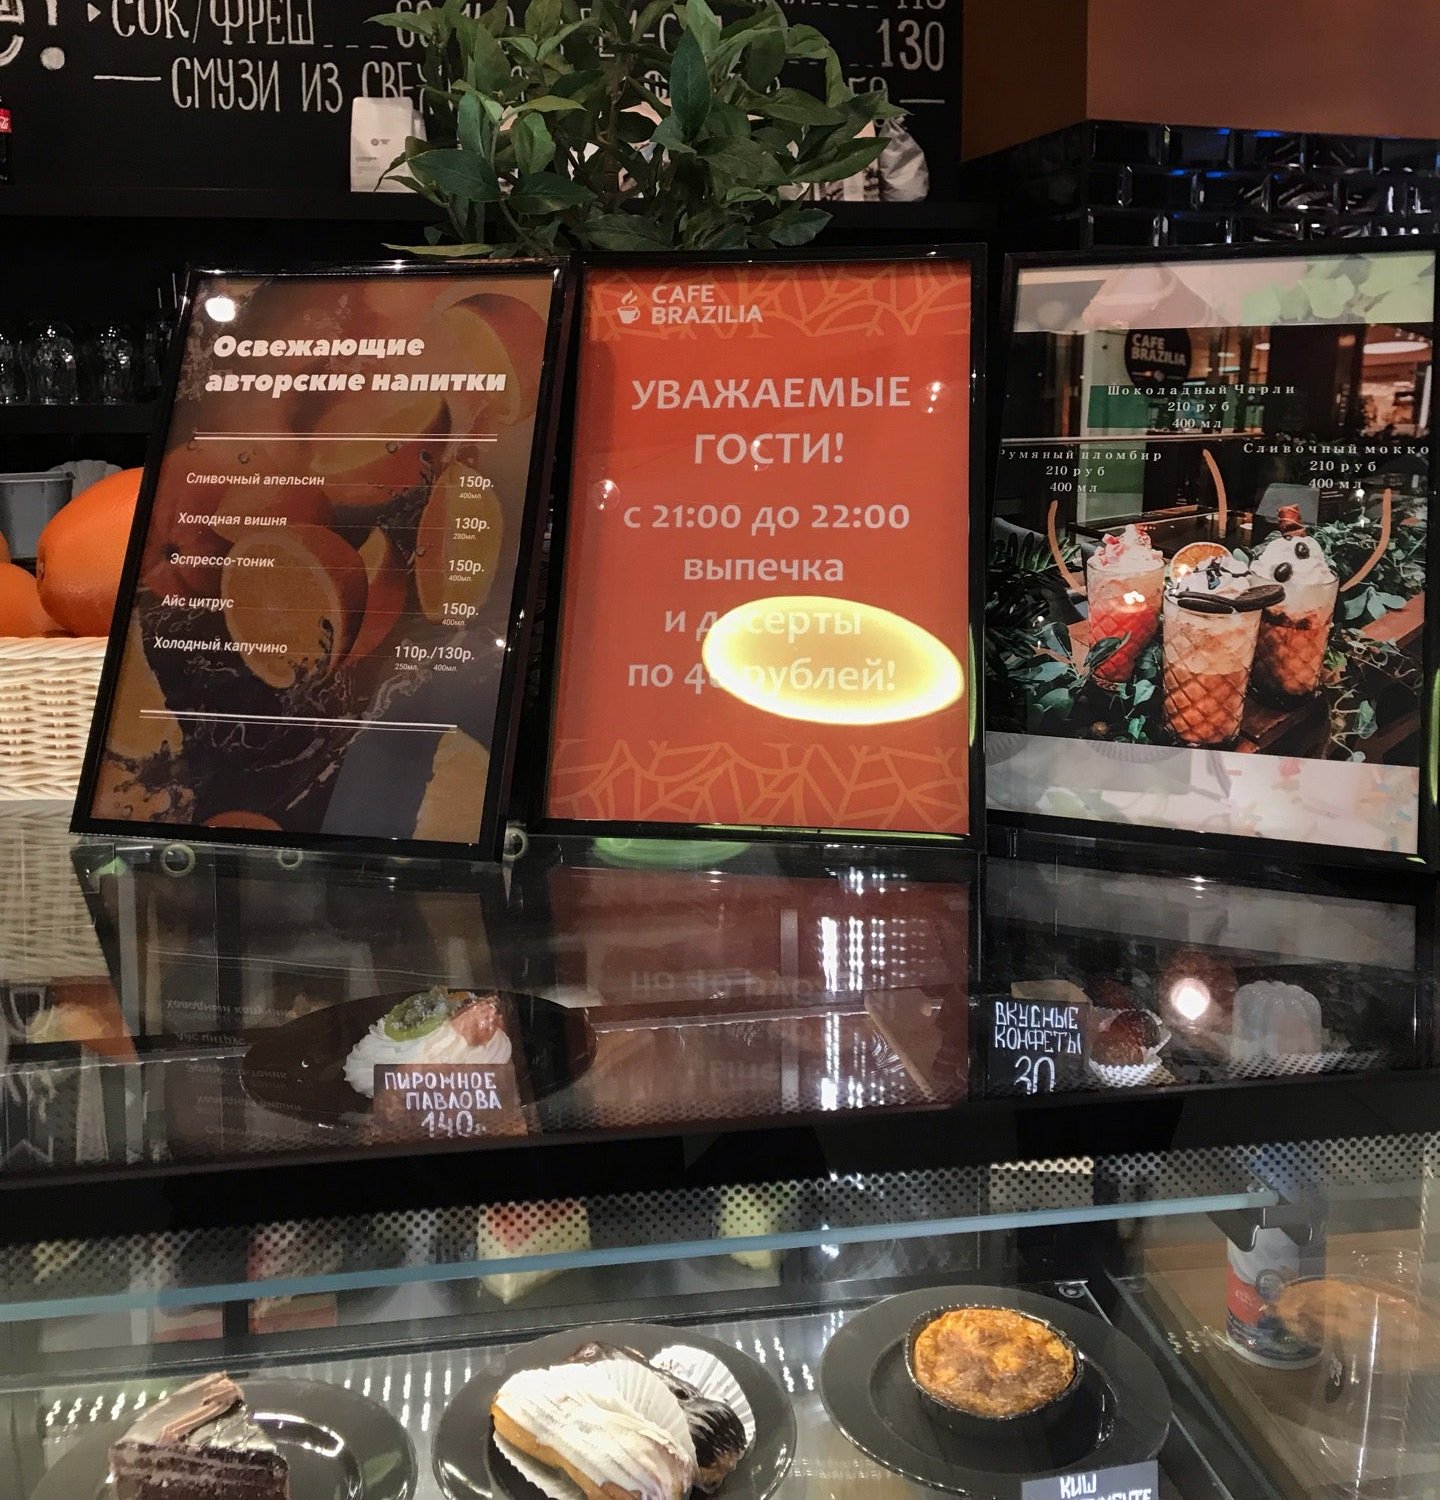 СОК/ФРЕШ
130
СМУЗИ ИЗ
Освежающие
авторские напитки
Сливочный апельсин 150р.
400мл.
Холодная вишня 130р.
280мл.
Эспрессо-тоник 150р.
400мл.
Айс цитрус 150р.
400мл.
Холодный капучино 110р./130р.
250мл. 400мл.
CAFE
BRAZILIA
УВАЖАЕМЫЕ
ГОСТИ!
с 21:00 до 22:00
выпечка
и десерты
по рублей!
CAFE
BRAZILIA
Шоколадный Чарли
210 руб
400 мл
Румяный пломбир
210 руб
400 мл
Сливочный мокко
210 руб
400 мл
ПИРОЖНОЕ
ПАВЛОВА
140
ВКУСНЫЕ
КОНФЕТЫ
30
КИШ